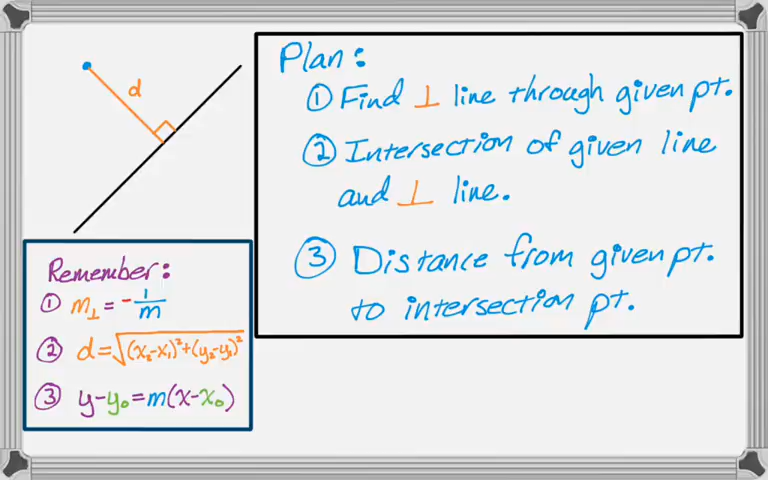 d
Plan:
① Find ⊥ line through given pt.
② Intersection of given line
and ⊥ line.
③ Distance from given pt.
to intersection pt.
Remember:
① m⊥ = -1/m
② d=√(x₂-x₁)²+(y₂-y₁)²
③ y-y₀=m(x-x₀)